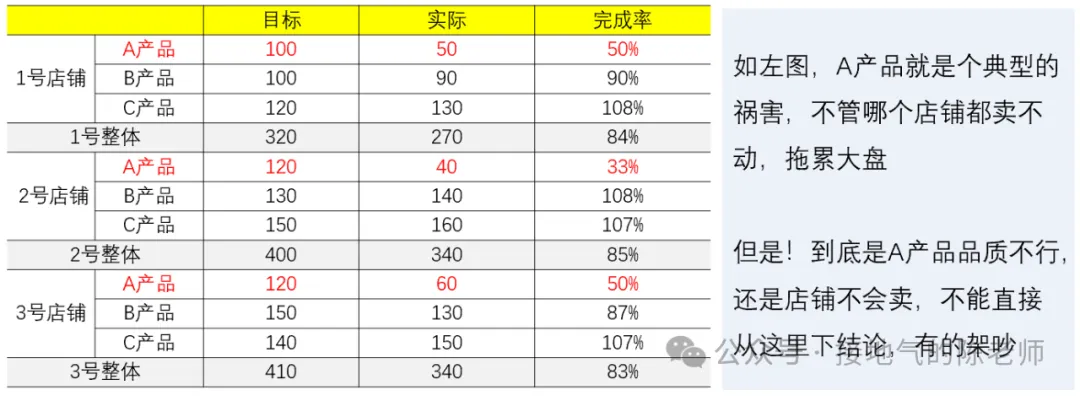 目标 实际 完成率
1号店铺 A产品 100 50 50%
B产品 100 90 90%
C产品 120 130 108%
1号整体 320 270 84%
2号店铺 A产品 120 40 33%
B产品 130 140 108%
C产品 150 160 107%
2号整体 400 340 85%
3号店铺 A产品 120 60 50%
B产品 150 130 87%
C产品 140 150 107%
3号整体 410 340 83%
如左图，A产品就是个典型的
祸害，不管哪个店铺都卖不
动，拖累大盘
但是！到底是A产品品质不行,
还是店铺不会卖，不能直接
从这里下结论，有的架吵
公众号·接地气的陈老师